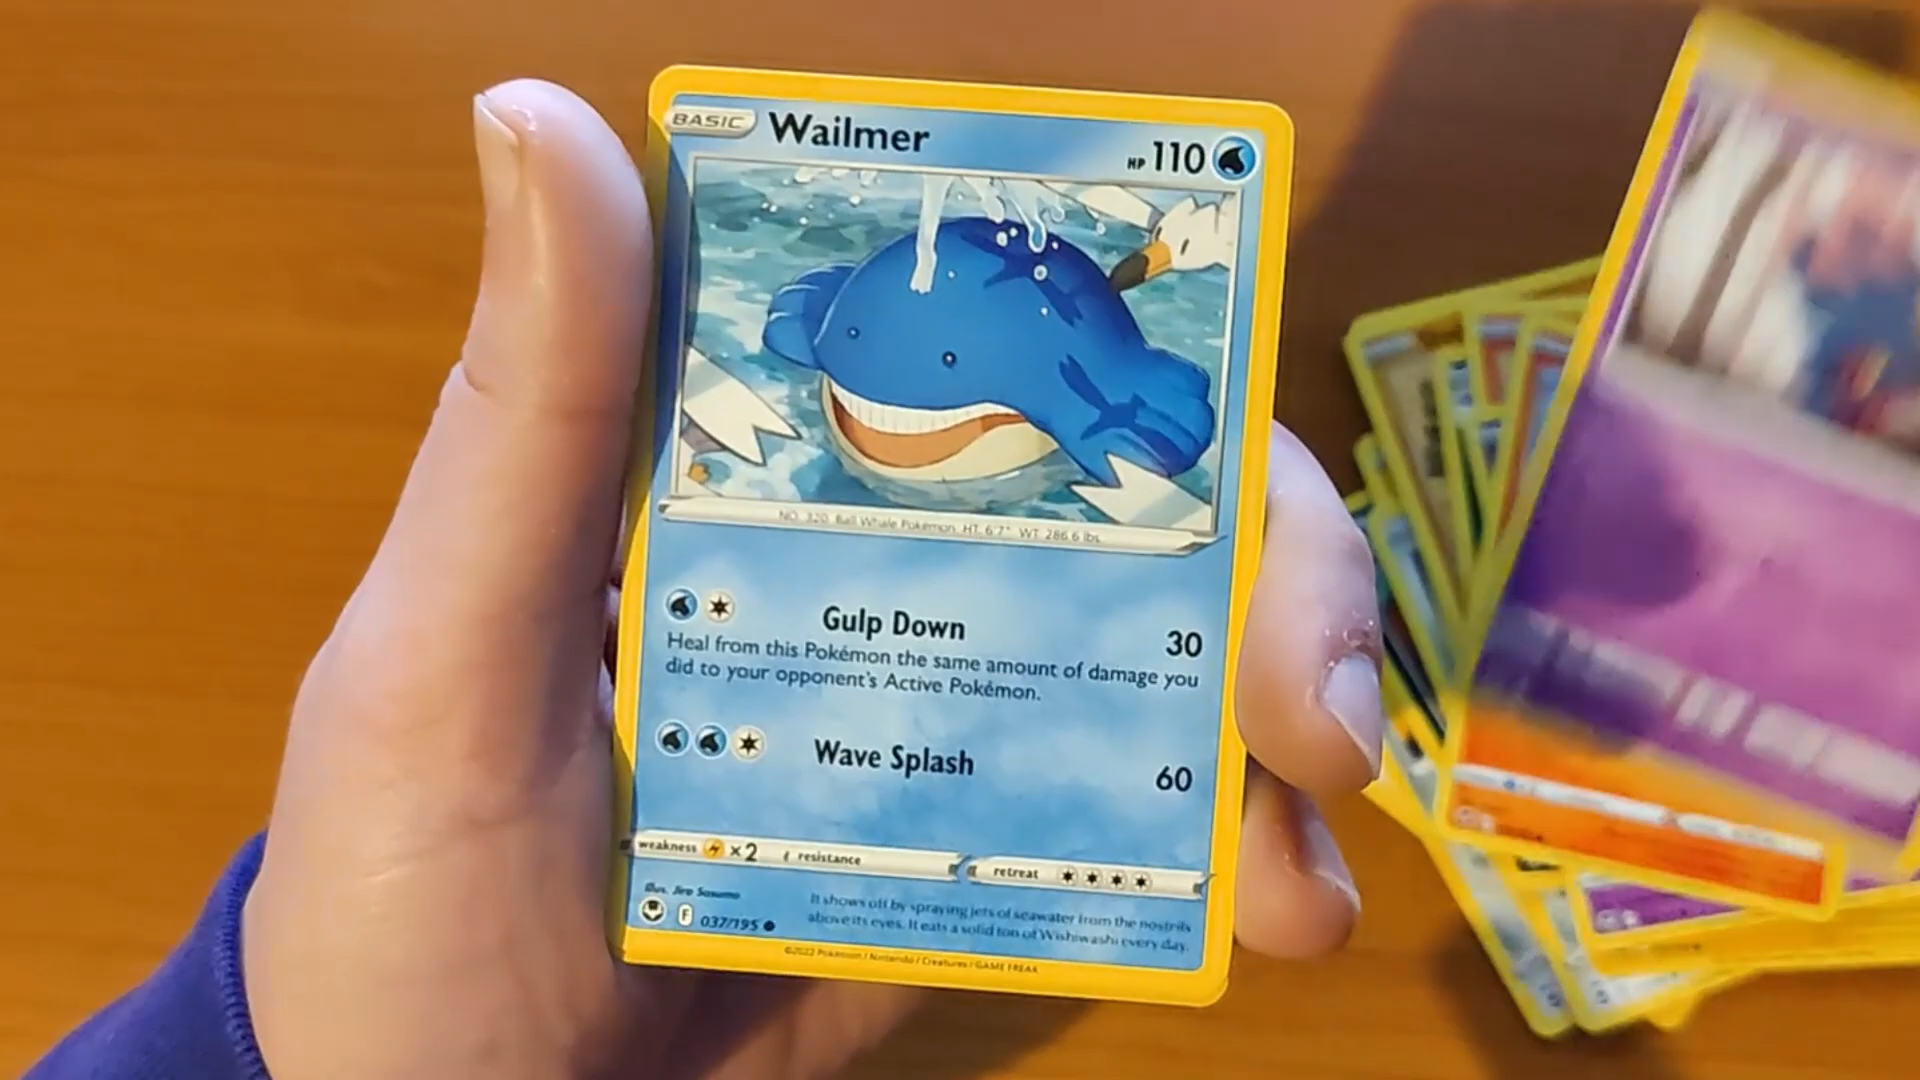 BASIC Wailmer HP 110
NO. 320 Ball Whale Pokémon HT: 6'7" WT: 286.6 lbs.
Gulp Down 30
Heal from this Pokémon the same amount of damage you
did to your opponent's Active Pokémon.
Wave Splash 60
weakness ×2 resistance retreat
Illus. Jiro Sasumo
F 037/195
It shows off by spraying jets of seawater from the nostrils
above its eyes. It eats a solid ton of Wishiwashi every day.
©2022 Pokémon / Nintendo / Creatures / GAME FREAK